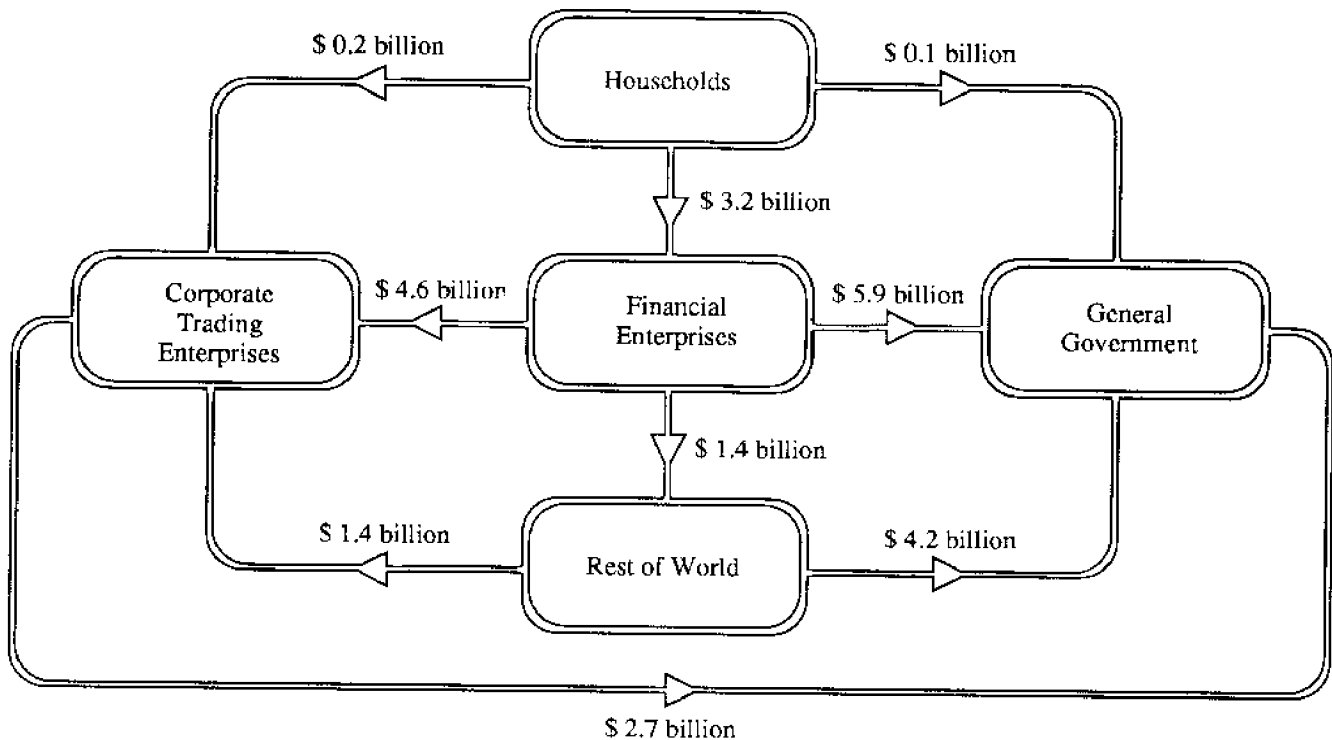 $ 0.2 billion
Households
$ 0.1 billion
$ 3.2 billion
Corporate
Trading
Enterprises
$ 4.6 billion
Financial
Enterprises
$ 5.9 billion
General
Government
$ 1.4 billion
$ 1.4 billion
Rest of World
$ 4.2 billion
$ 2.7 billion